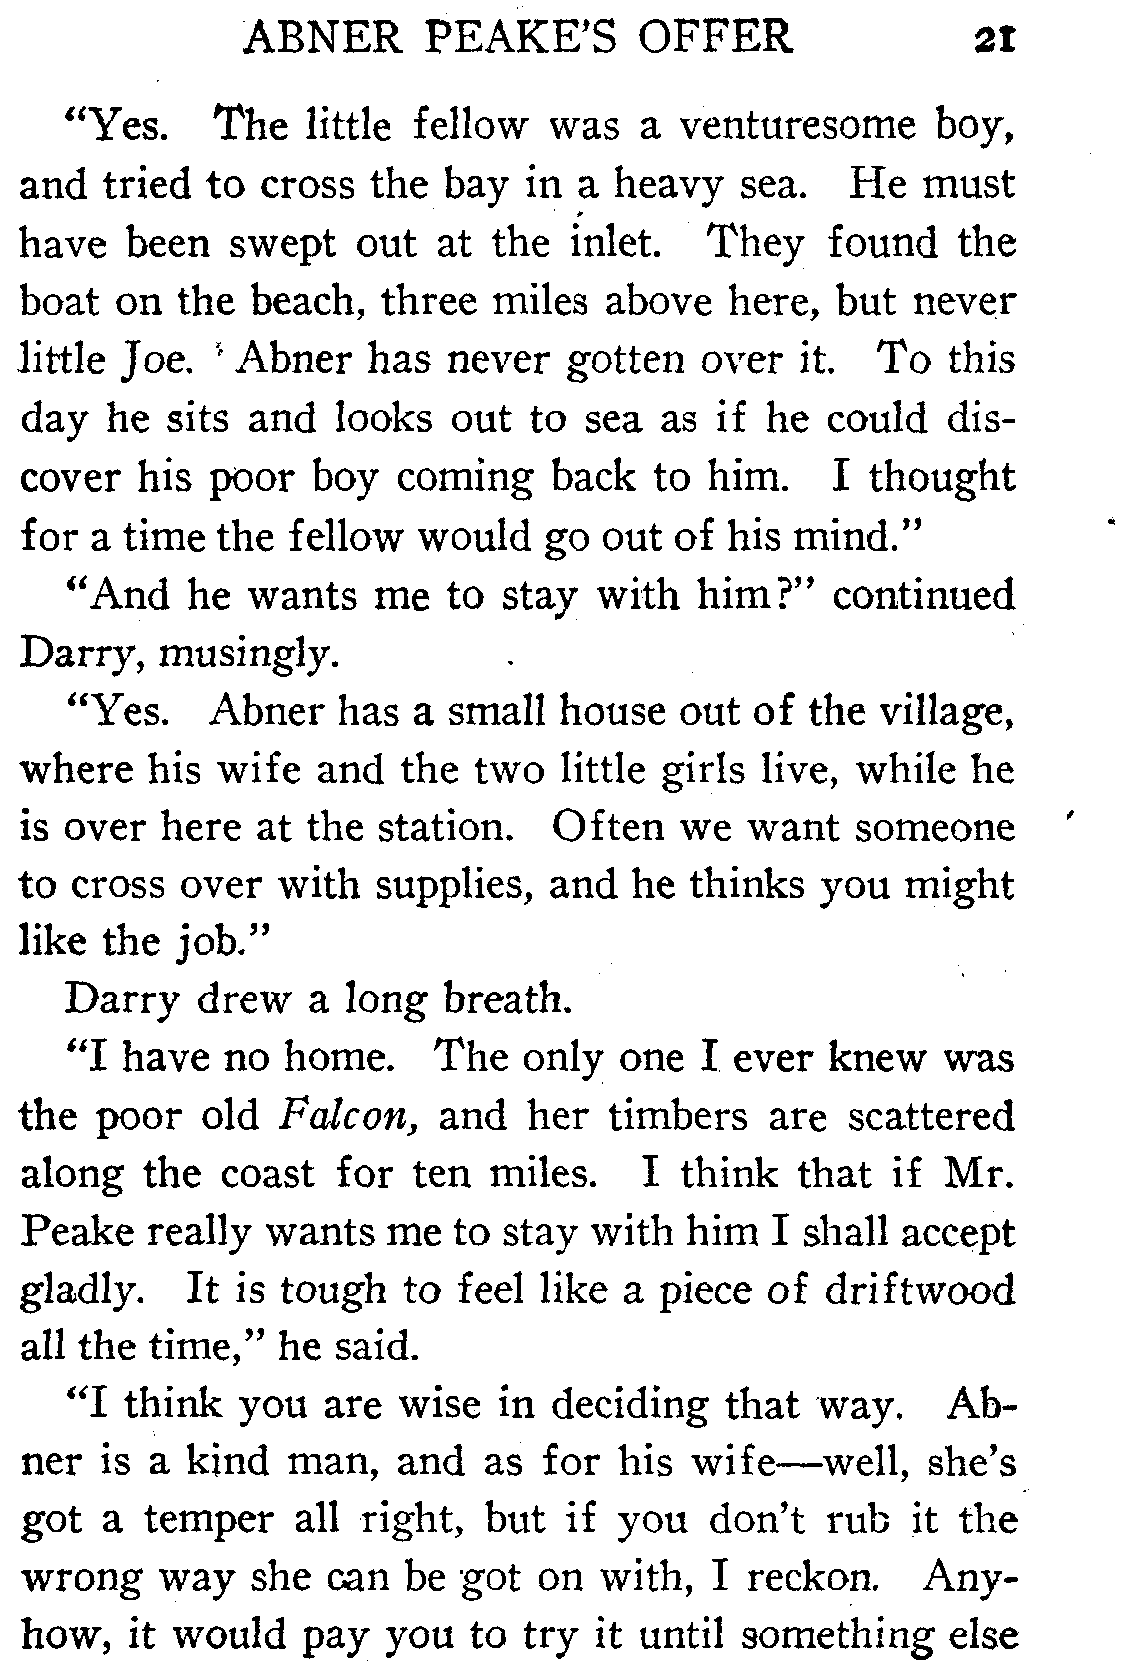 ABNER PEAKE'S OFFER 21
“Yes. The little fellow was a venturesome boy,
and tried to cross the bay in a heavy sea. He must
have been swept out at the inlet. They found the
boat on the beach, three miles above here, but never
little Joe. Abner has never gotten over it. To this
day he sits and looks out to sea as if he could dis-
cover his poor boy coming back to him. I thought
for a time the fellow would go out of his mind.”
“And he wants me to stay with him?” continued
Darry, musingly.
“Yes. Abner has a small house out of the village,
where his wife and the two little girls live, while he
is over here at the station. Often we want someone
to cross over with supplies, and he thinks you might
like the job.”
Darry drew a long breath.
“I have no home. The only one I ever knew was
the poor old Falcon, and her timbers are scattered
along the coast for ten miles. I think that if Mr.
Peake really wants me to stay with him I shall accept
gladly. It is tough to feel like a piece of driftwood
all the time,” he said.
“I think you are wise in deciding that way. Ab-
ner is a kind man, and as for his wife—well, she's
got a temper all right, but if you don't rub it the
wrong way she can be got on with, I reckon. Any-
how, it would pay you to try it until something else